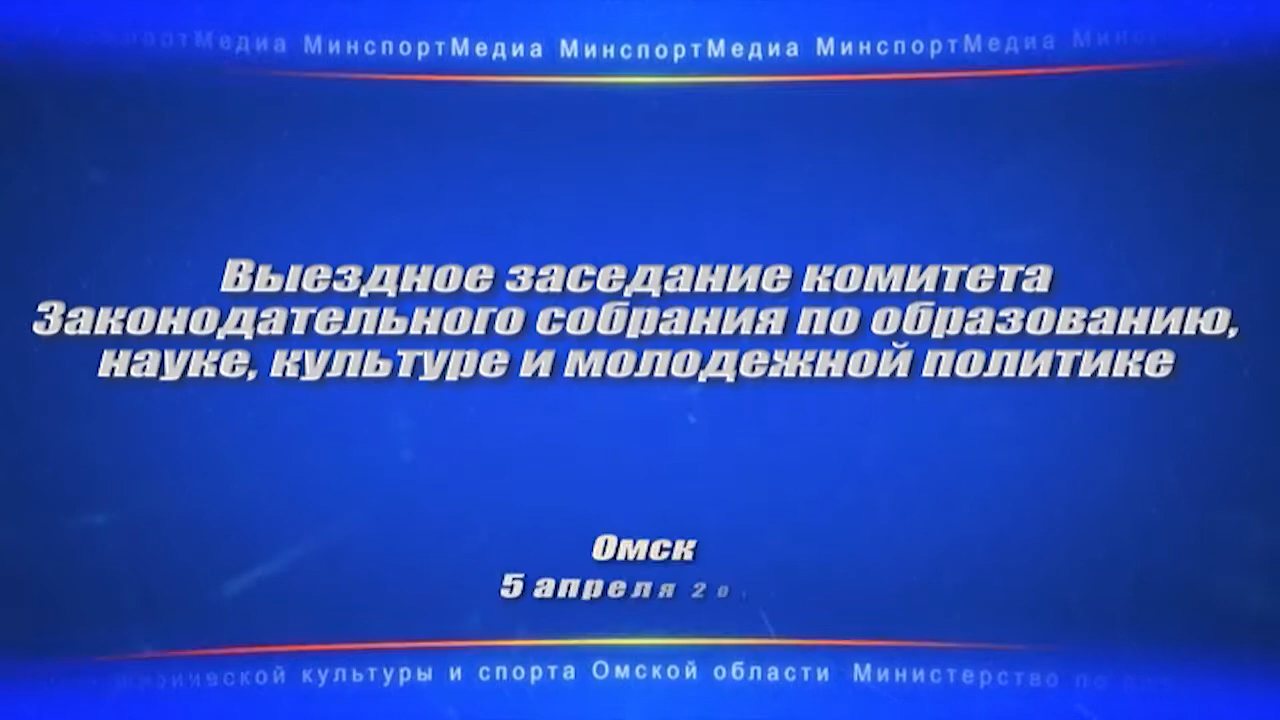 МинспортМедиа МинспортМедиа МинспортМедиа
Выездное заседание комитета
Законодательного собрания по образованию,
науке, культуре и молодежной политике
Омск
5 апреля
культуры и спорта Омской области Министерство